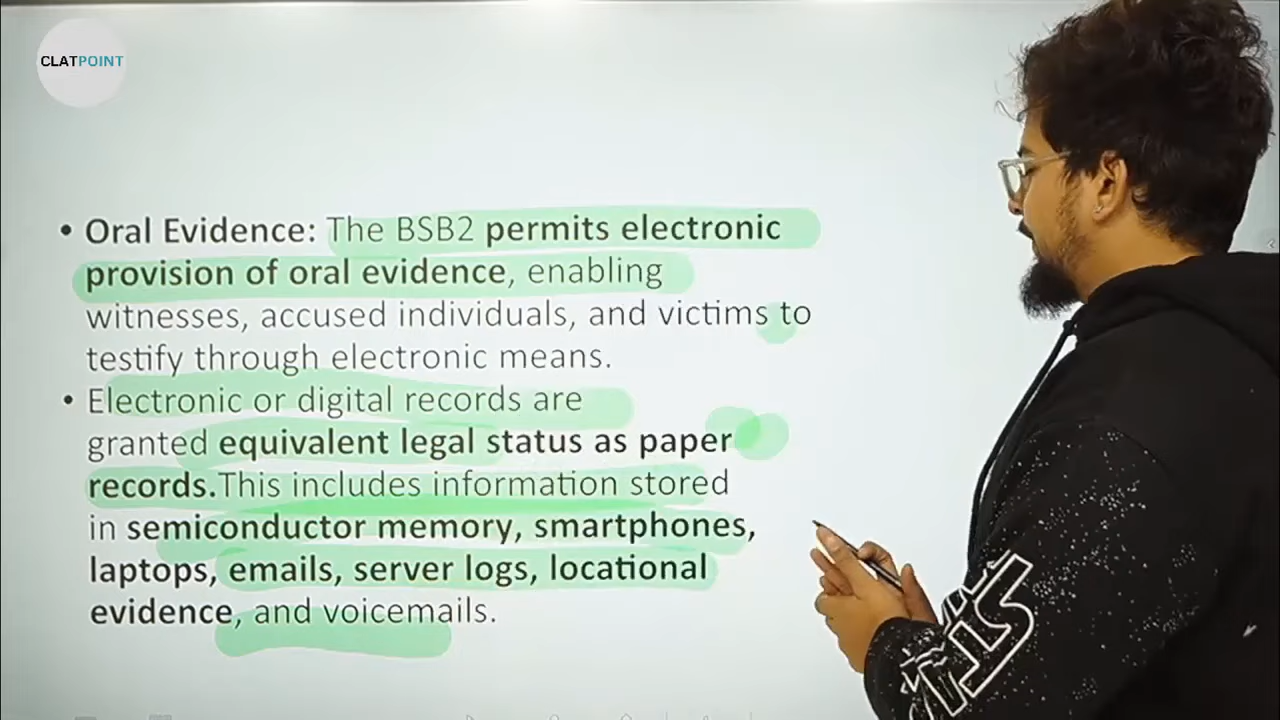 CLATPOINT
• Oral Evidence: The BSB2 permits electronic
provision of oral evidence, enabling
witnesses, accused individuals, and victims to
testify through electronic means.
• Electronic or digital records are
granted equivalent legal status as paper
records.This includes information stored
in semiconductor memory, smartphones,
laptops, emails, server logs, locational
evidence, and voicemails.